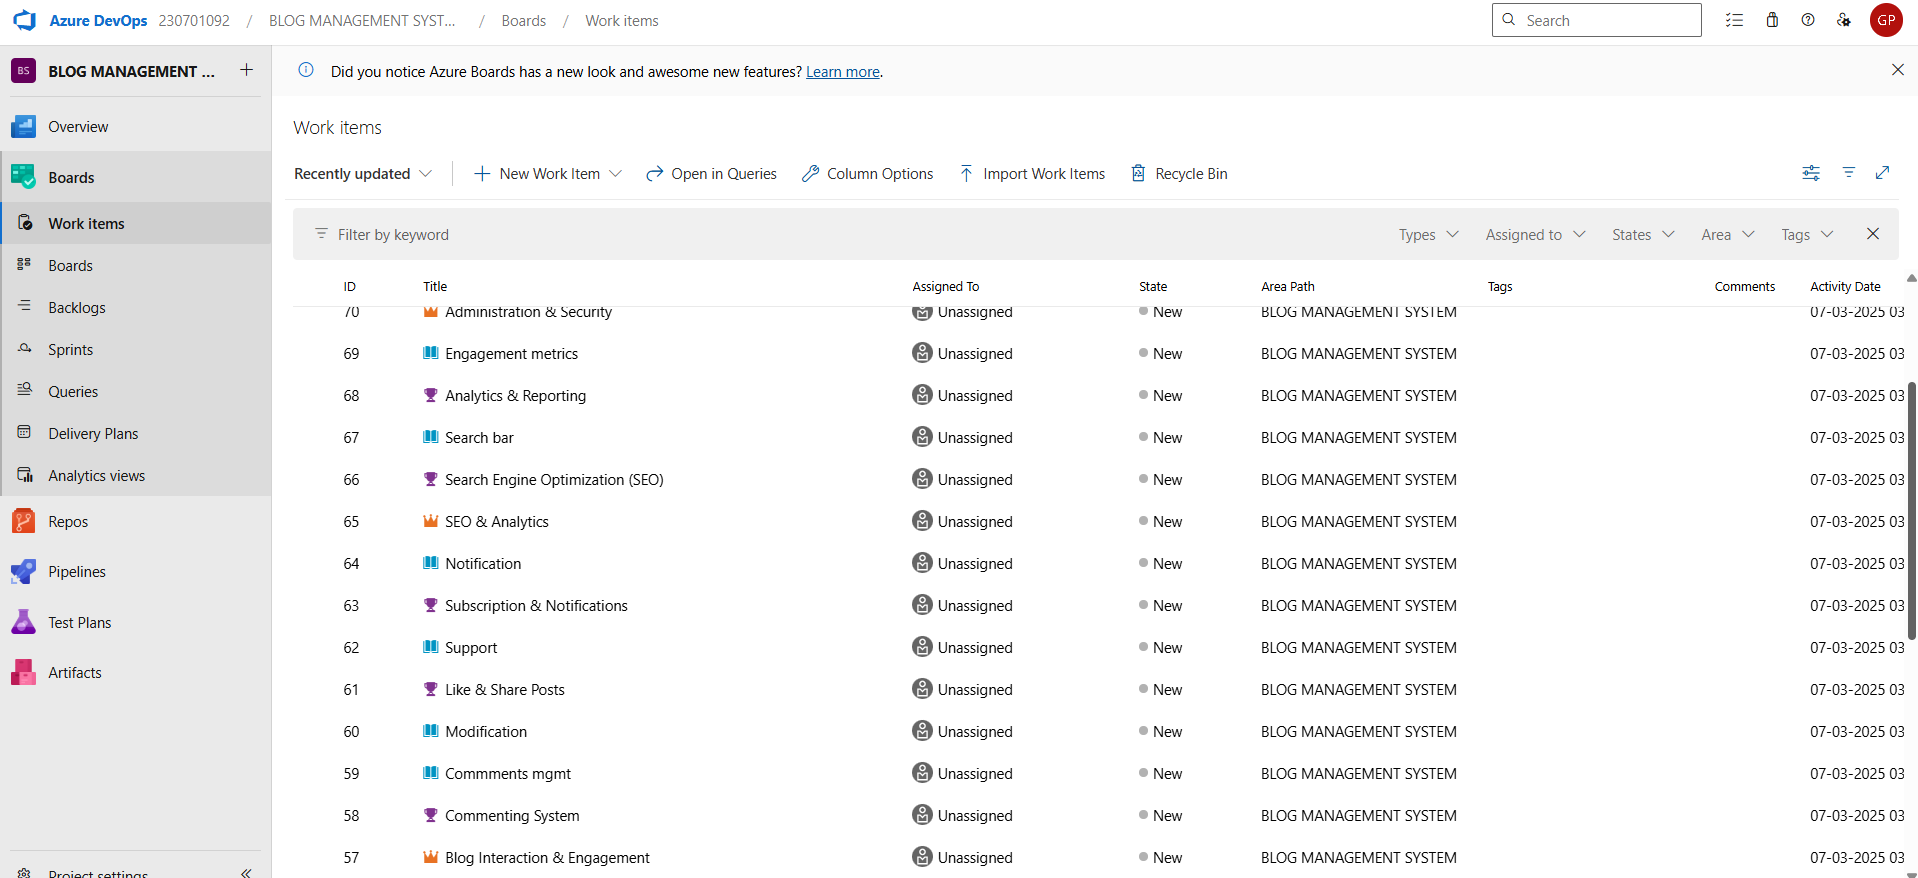 Azure DevOps 230701092 / BLOG MANAGEMENT SYST... / Boards / Work items Search GP
BS BLOG MANAGEMENT ... +
Did you notice Azure Boards has a new look and awesome new features? Learn more.
Overview
Boards
Work items
Boards
Backlogs
Sprints
Queries
Delivery Plans
Analytics views
Repos
Pipelines
Test Plans
Artifacts
Project settings
Work items
Recently updated New Work Item Open in Queries Column Options Import Work Items Recycle Bin
Filter by keyword Types Assigned to States Area Tags
ID Title Assigned To State Area Path Tags Comments Activity Date
70 Administration & Security Unassigned New BLOG MANAGEMENT SYSTEM 07-03-2025 03
69 Engagement metrics Unassigned New BLOG MANAGEMENT SYSTEM 07-03-2025 03
68 Analytics & Reporting Unassigned New BLOG MANAGEMENT SYSTEM 07-03-2025 03
67 Search bar Unassigned New BLOG MANAGEMENT SYSTEM 07-03-2025 03
66 Search Engine Optimization (SEO) Unassigned New BLOG MANAGEMENT SYSTEM 07-03-2025 03
65 SEO & Analytics Unassigned New BLOG MANAGEMENT SYSTEM 07-03-2025 03
64 Notification Unassigned New BLOG MANAGEMENT SYSTEM 07-03-2025 03
63 Subscription & Notifications Unassigned New BLOG MANAGEMENT SYSTEM 07-03-2025 03
62 Support Unassigned New BLOG MANAGEMENT SYSTEM 07-03-2025 03
61 Like & Share Posts Unassigned New BLOG MANAGEMENT SYSTEM 07-03-2025 03
60 Modification Unassigned New BLOG MANAGEMENT SYSTEM 07-03-2025 03
59 Commments mgmt Unassigned New BLOG MANAGEMENT SYSTEM 07-03-2025 03
58 Commenting System Unassigned New BLOG MANAGEMENT SYSTEM 07-03-2025 03
57 Blog Interaction & Engagement Unassigned New BLOG MANAGEMENT SYSTEM 07-03-2025 03